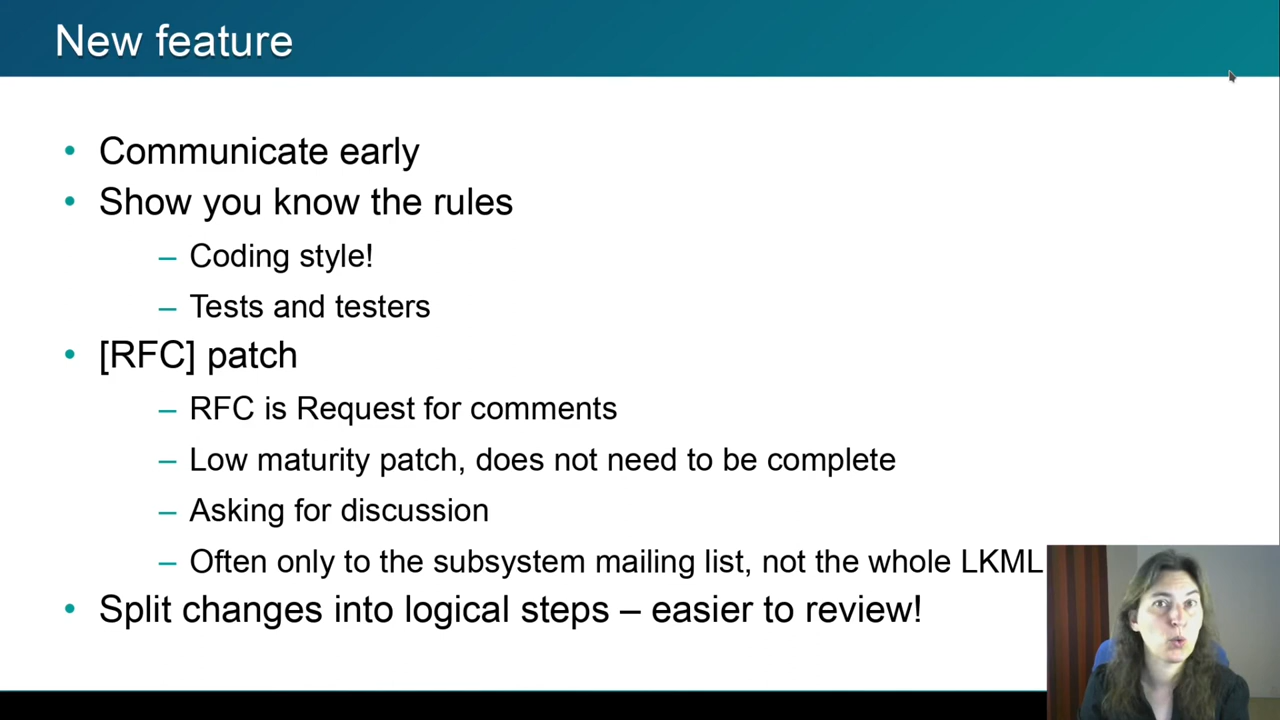 New feature
• Communicate early
• Show you know the rules
– Coding style!
– Tests and testers
• [RFC] patch
– RFC is Request for comments
– Low maturity patch, does not need to be complete
– Asking for discussion
– Often only to the subsystem mailing list, not the whole LKML
• Split changes into logical steps – easier to review!